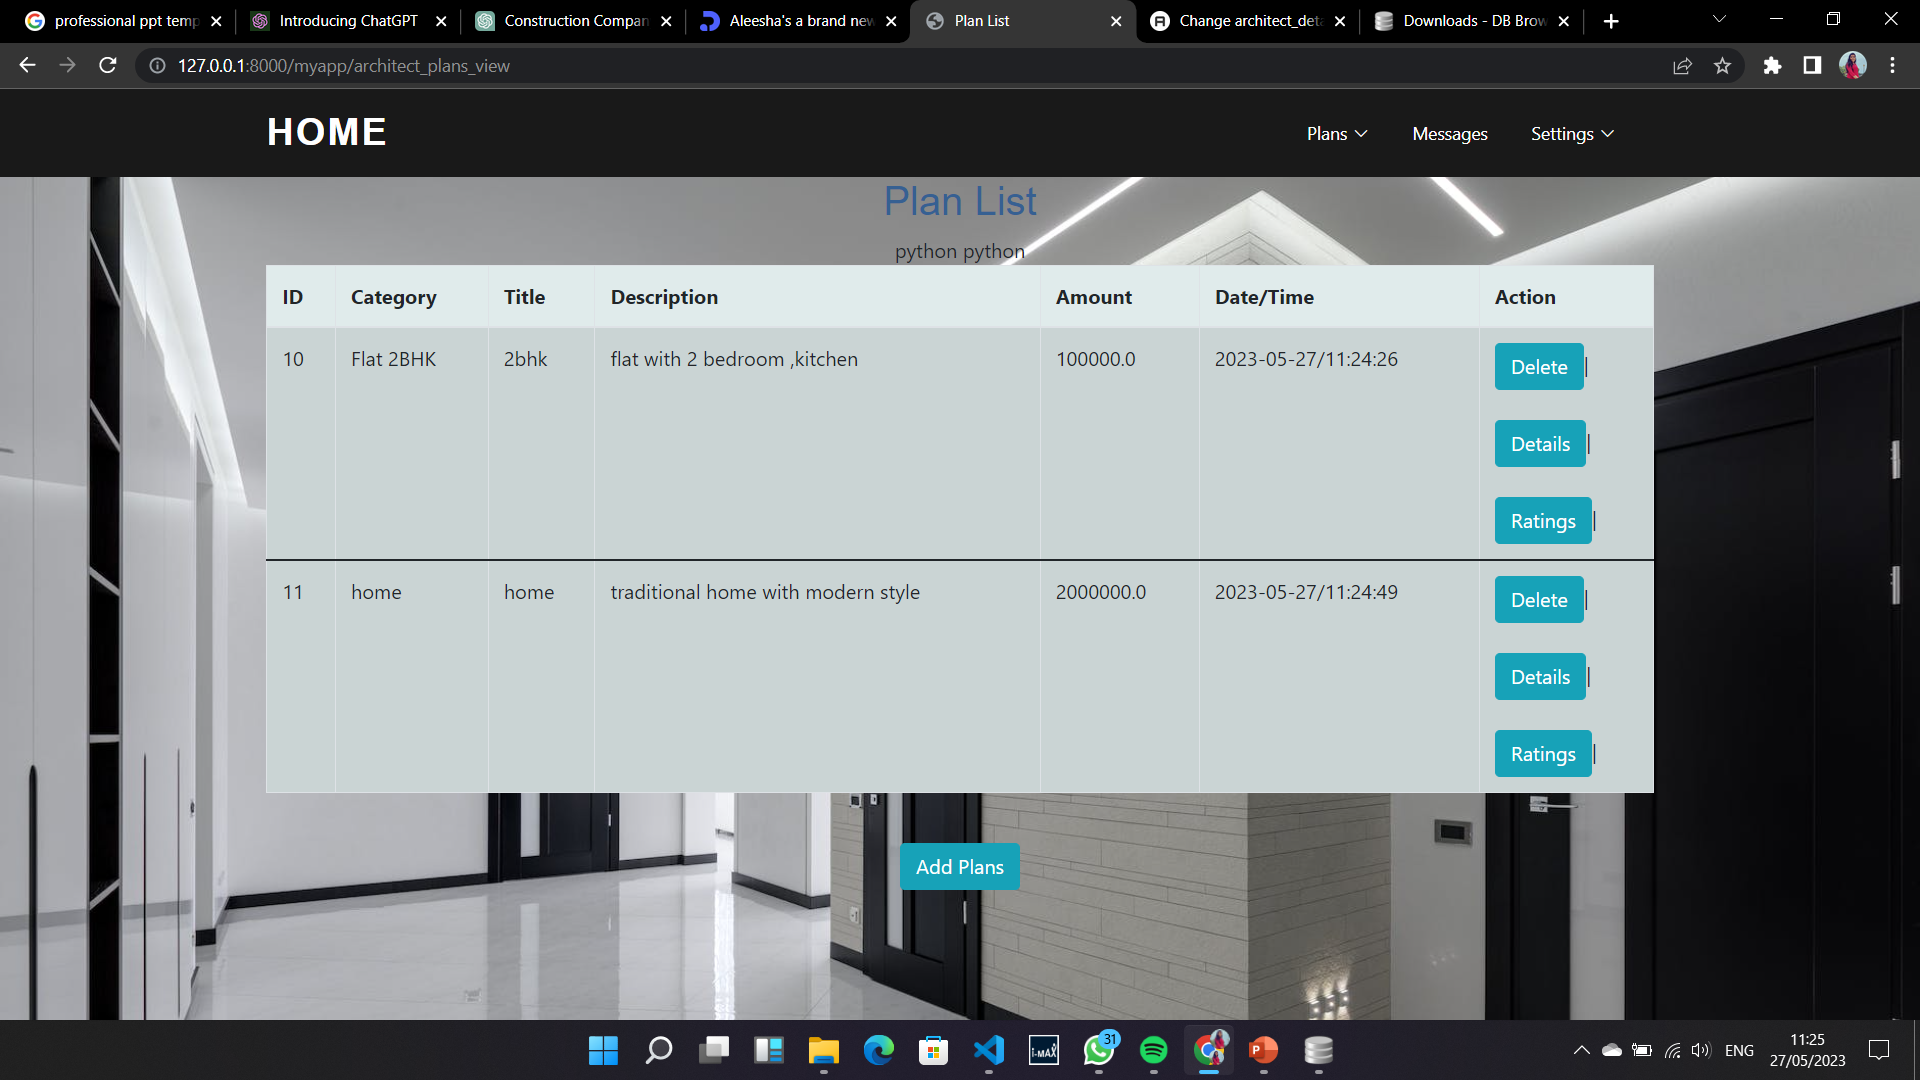 professional ppt temp
Introducing ChatGPT
Construction Compan
Aleesha's a brand new
Plan List
Change architect_deta
Downloads - DB Brow
127.0.0.1:8000/myapp/architect_plans_view
HOME
Plans
Messages
Settings
Plan List
python python
ID Category Title Description Amount Date/Time Action
10 Flat 2BHK 2bhk flat with 2 bedroom ,kitchen 100000.0 2023-05-27/11:24:26 Delete |
Details |
Ratings |
11 home home traditional home with modern style 2000000.0 2023-05-27/11:24:49 Delete |
Details |
Ratings |
Add Plans
i-MAX
31
ENG
11:25
27/05/2023